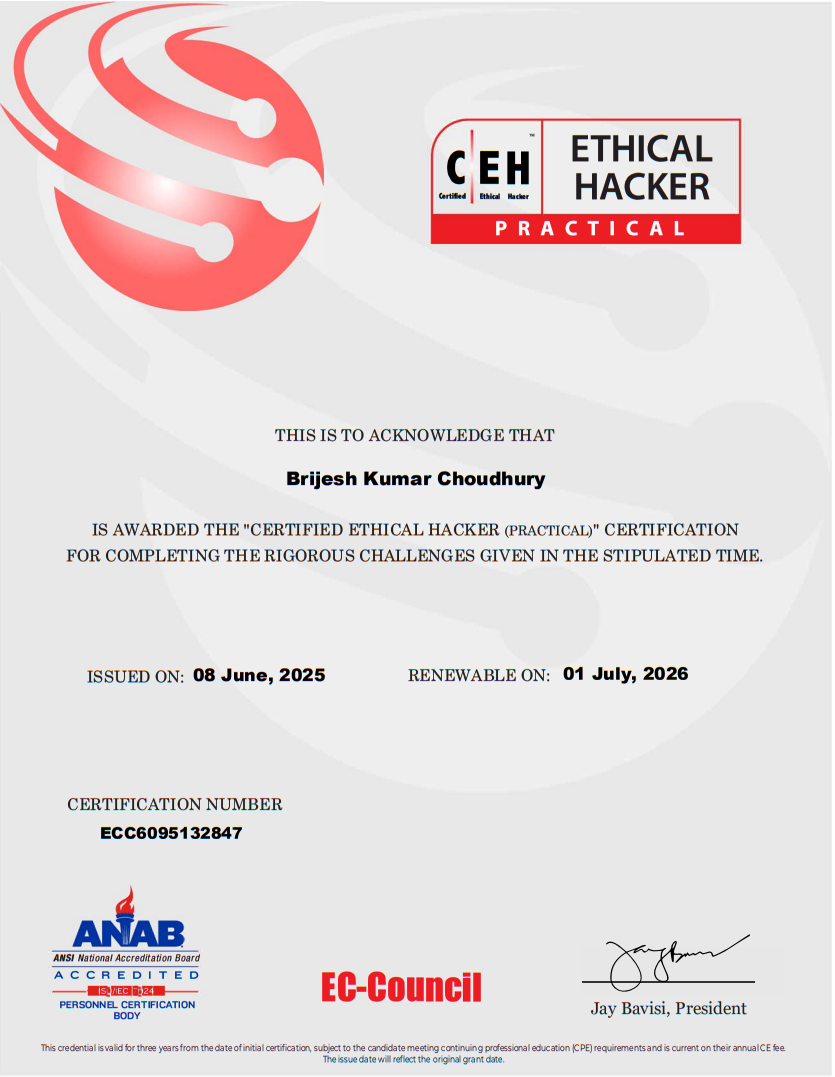 CEH™
Certified Ethical Hacker
ETHICAL
HACKER
PRACTICAL
THIS IS TO ACKNOWLEDGE THAT
Brijesh Kumar Choudhury
IS AWARDED THE "CERTIFIED ETHICAL HACKER (PRACTICAL)" CERTIFICATION
FOR COMPLETING THE RIGOROUS CHALLENGES GIVEN IN THE STIPULATED TIME.
ISSUED ON: 08 June, 2025 RENEWABLE ON: 01 July, 2026
CERTIFICATION NUMBER
ECC6095132847
ANAB
ANSI National Accreditation Board
ACCREDITED
ISO/IEC 17024
PERSONNEL CERTIFICATION
BODY
EC-Council
Jay Bavisi, President
This credential is valid for three years from the date of initial certification, subject to the candidate meeting continuing professional education (CPE) requirements and is current on their annual CE fee.
The issue date will reflect the original grant date.